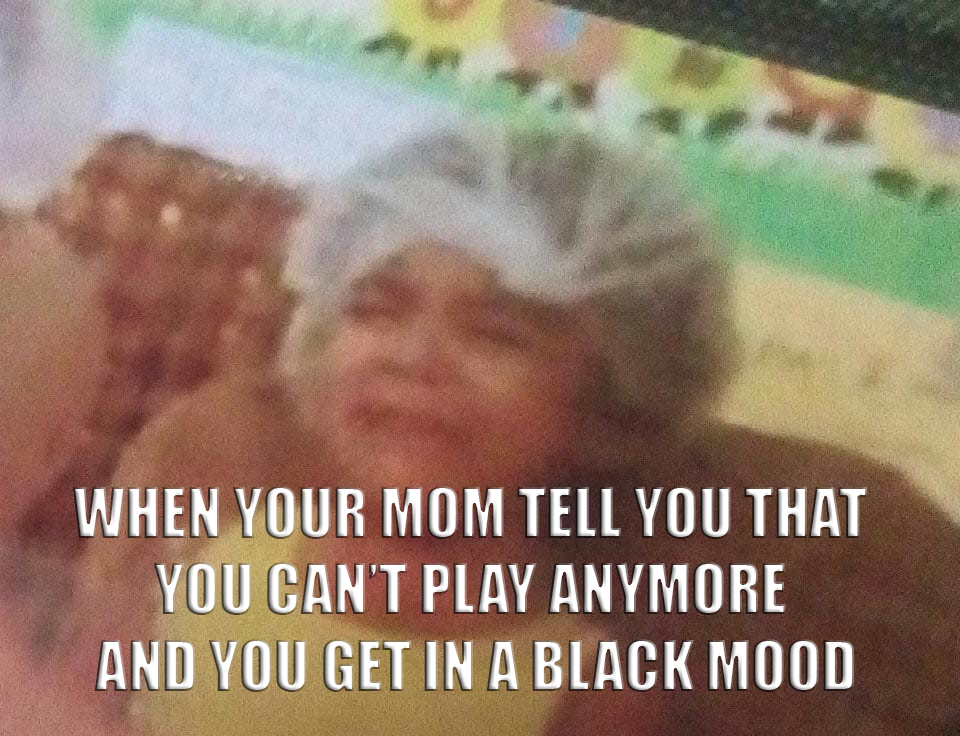 WHEN YOUR MOM TELL YOU THAT
YOU CAN'T PLAY ANYMORE
AND YOU GET IN A BLACK MOOD